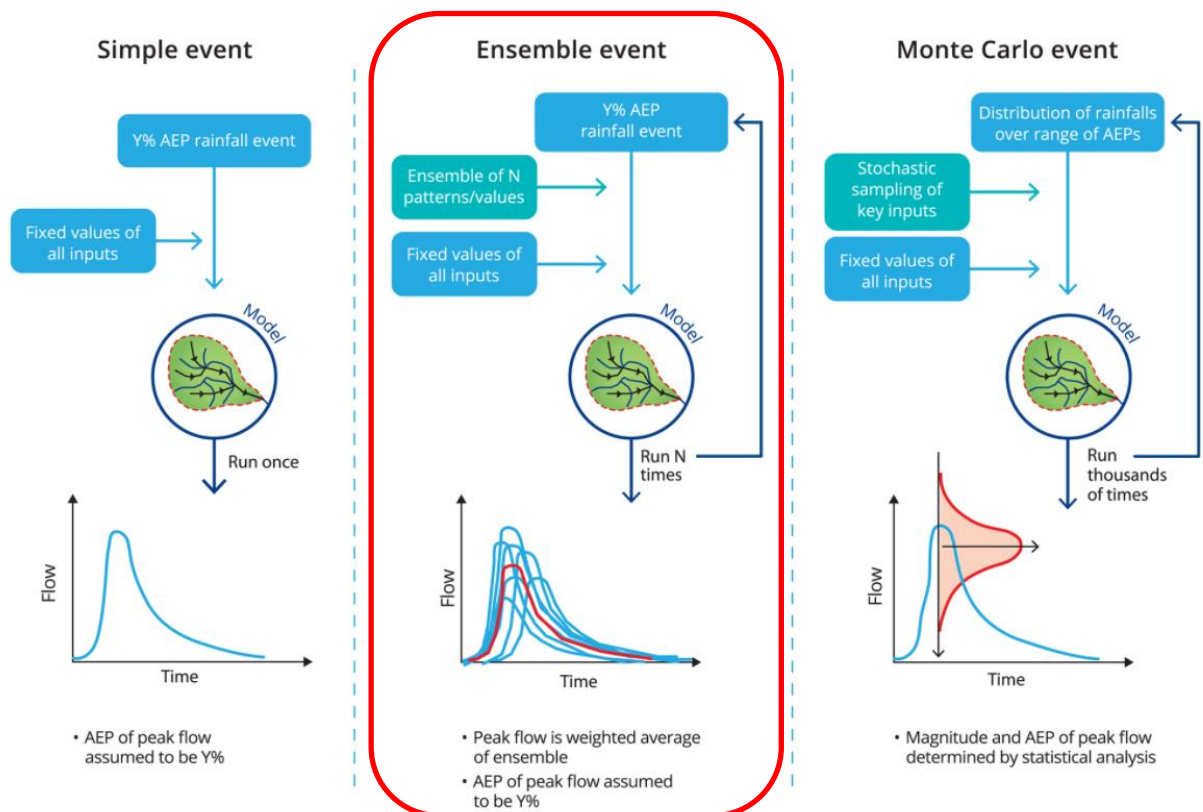 Simple event
Y% AEP rainfall event
Fixed values of
all inputs
Model
Run once
Flow
Time
• AEP of peak flow
assumed to be Y%
Ensemble event
Y% AEP
rainfall event
Ensemble of N
patterns/values
Fixed values of
all inputs
Model
Run N
times
Flow
Time
• Peak flow is weighted average
of ensemble
• AEP of peak flow assumed
to be Y%
Monte Carlo event
Distribution of rainfalls
over range of AEPs
Stochastic
sampling of
key inputs
Fixed values of
all inputs
Model
Run
thousands
of times
Flow
Time
• Magnitude and AEP of peak flow
determined by statistical analysis